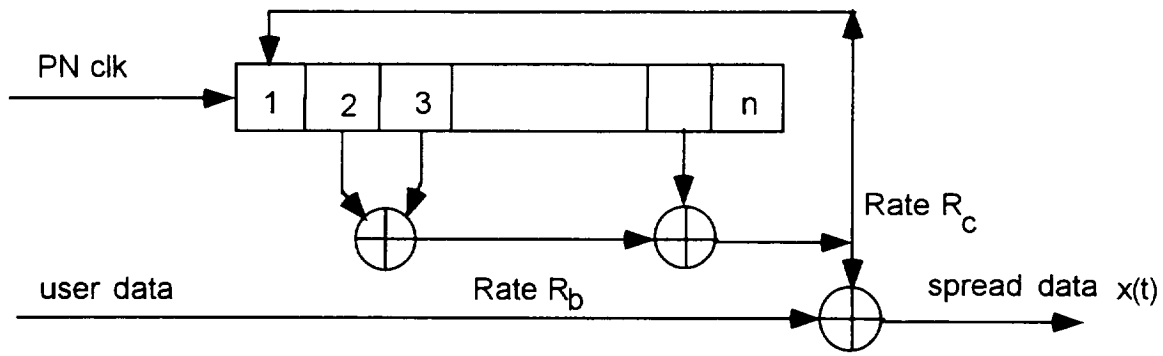 PN clk
1 2 3 n
Rate R_c
user data
Rate R_b
spread data x(t)